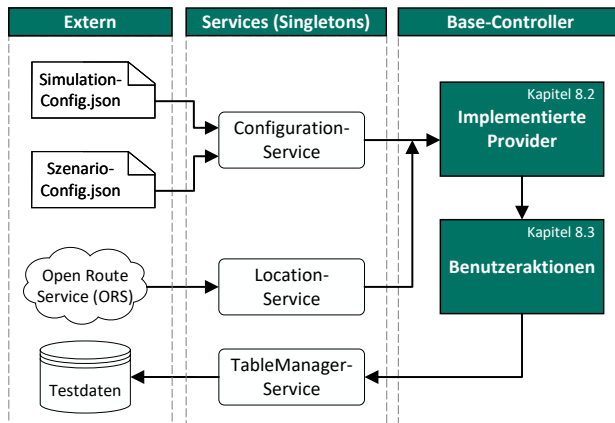 Extern
Services (Singletons)
Base-Controller
Simulation-
Config.json
Szenario-
Config.json
Configuration-
Service
Kapitel 8.2
Implementierte
Provider
Kapitel 8.3
Benutzeraktionen
Open Route
Service (ORS)
Location-
Service
Testdaten
TableManager-
Service